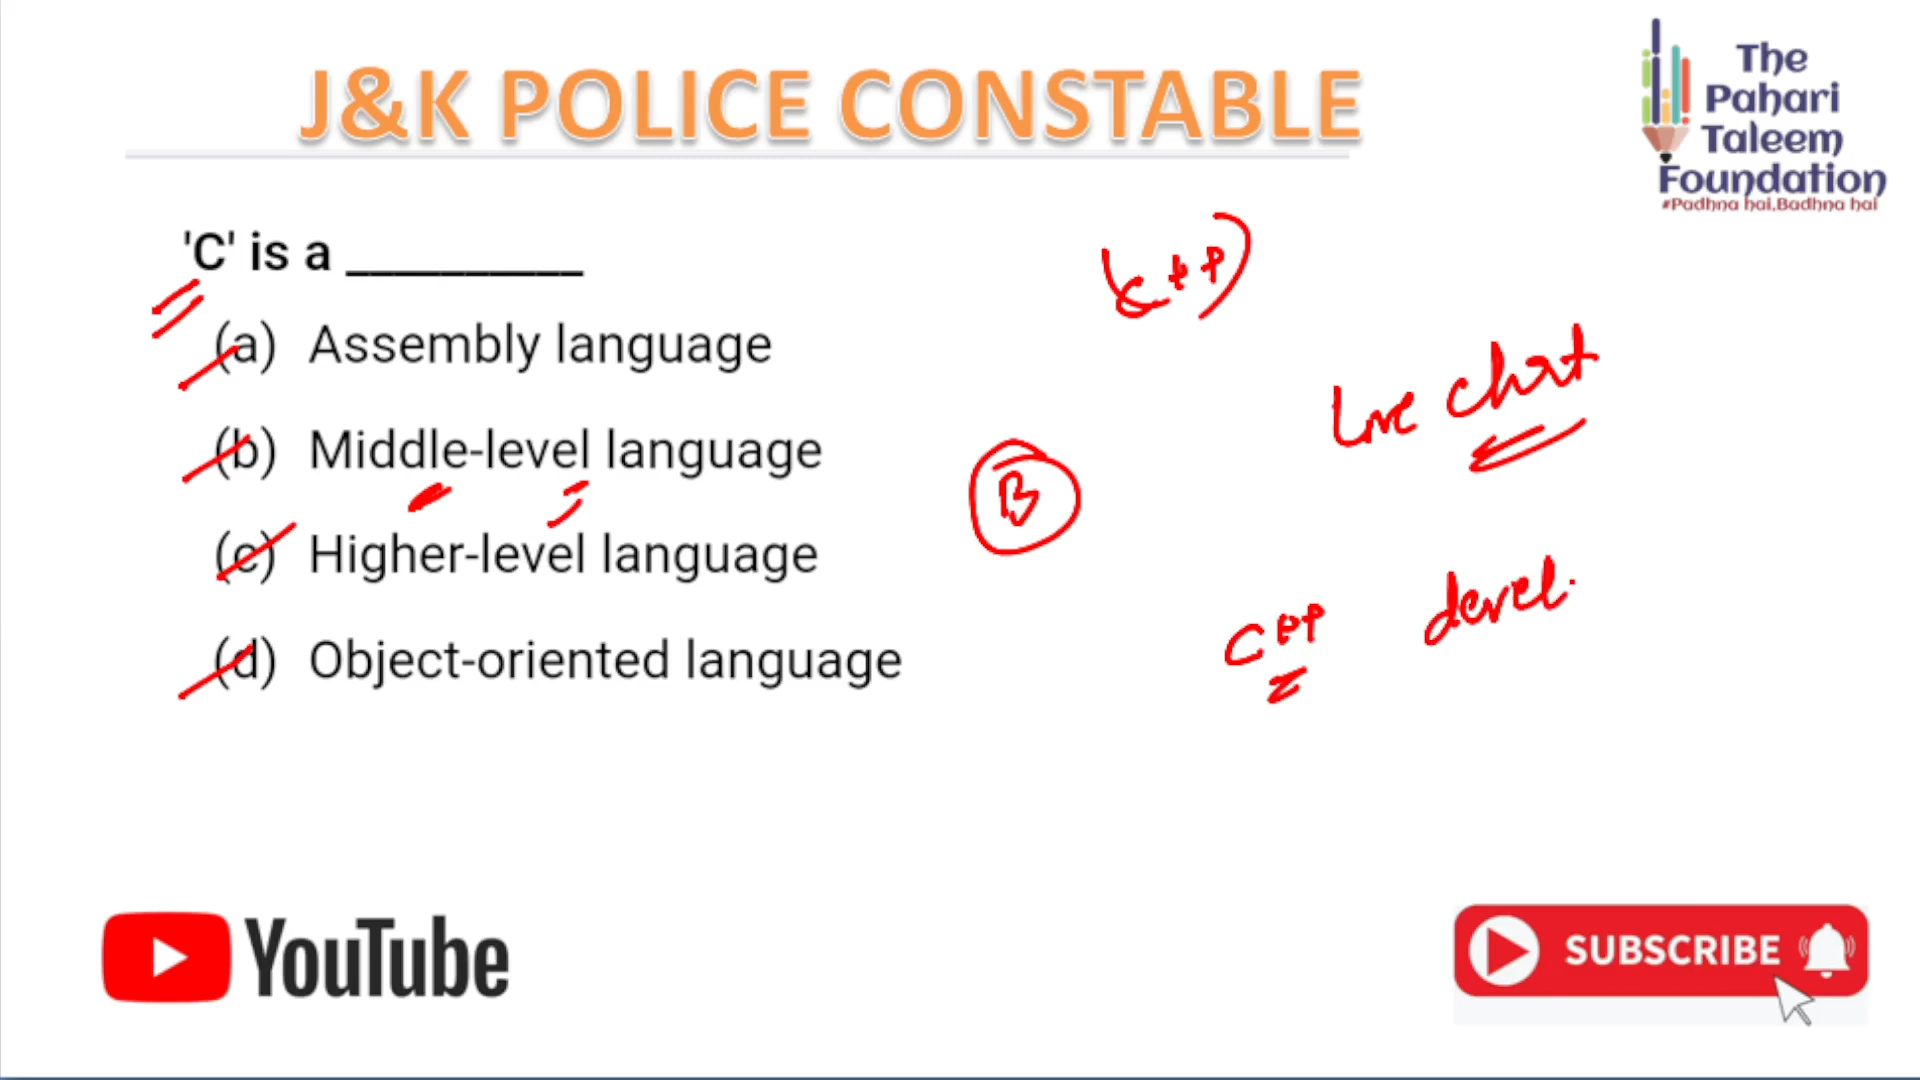 J&K POLICE CONSTABLE
The
Pahari
Taleem
Foundation
#Padhna hai,Badhna hai
'C' is a __________
(a) Assembly language
(b) Middle-level language
(c) Higher-level language
(d) Object-oriented language
C++
Live chat
B
C++
devel.
YouTube
SUBSCRIBE